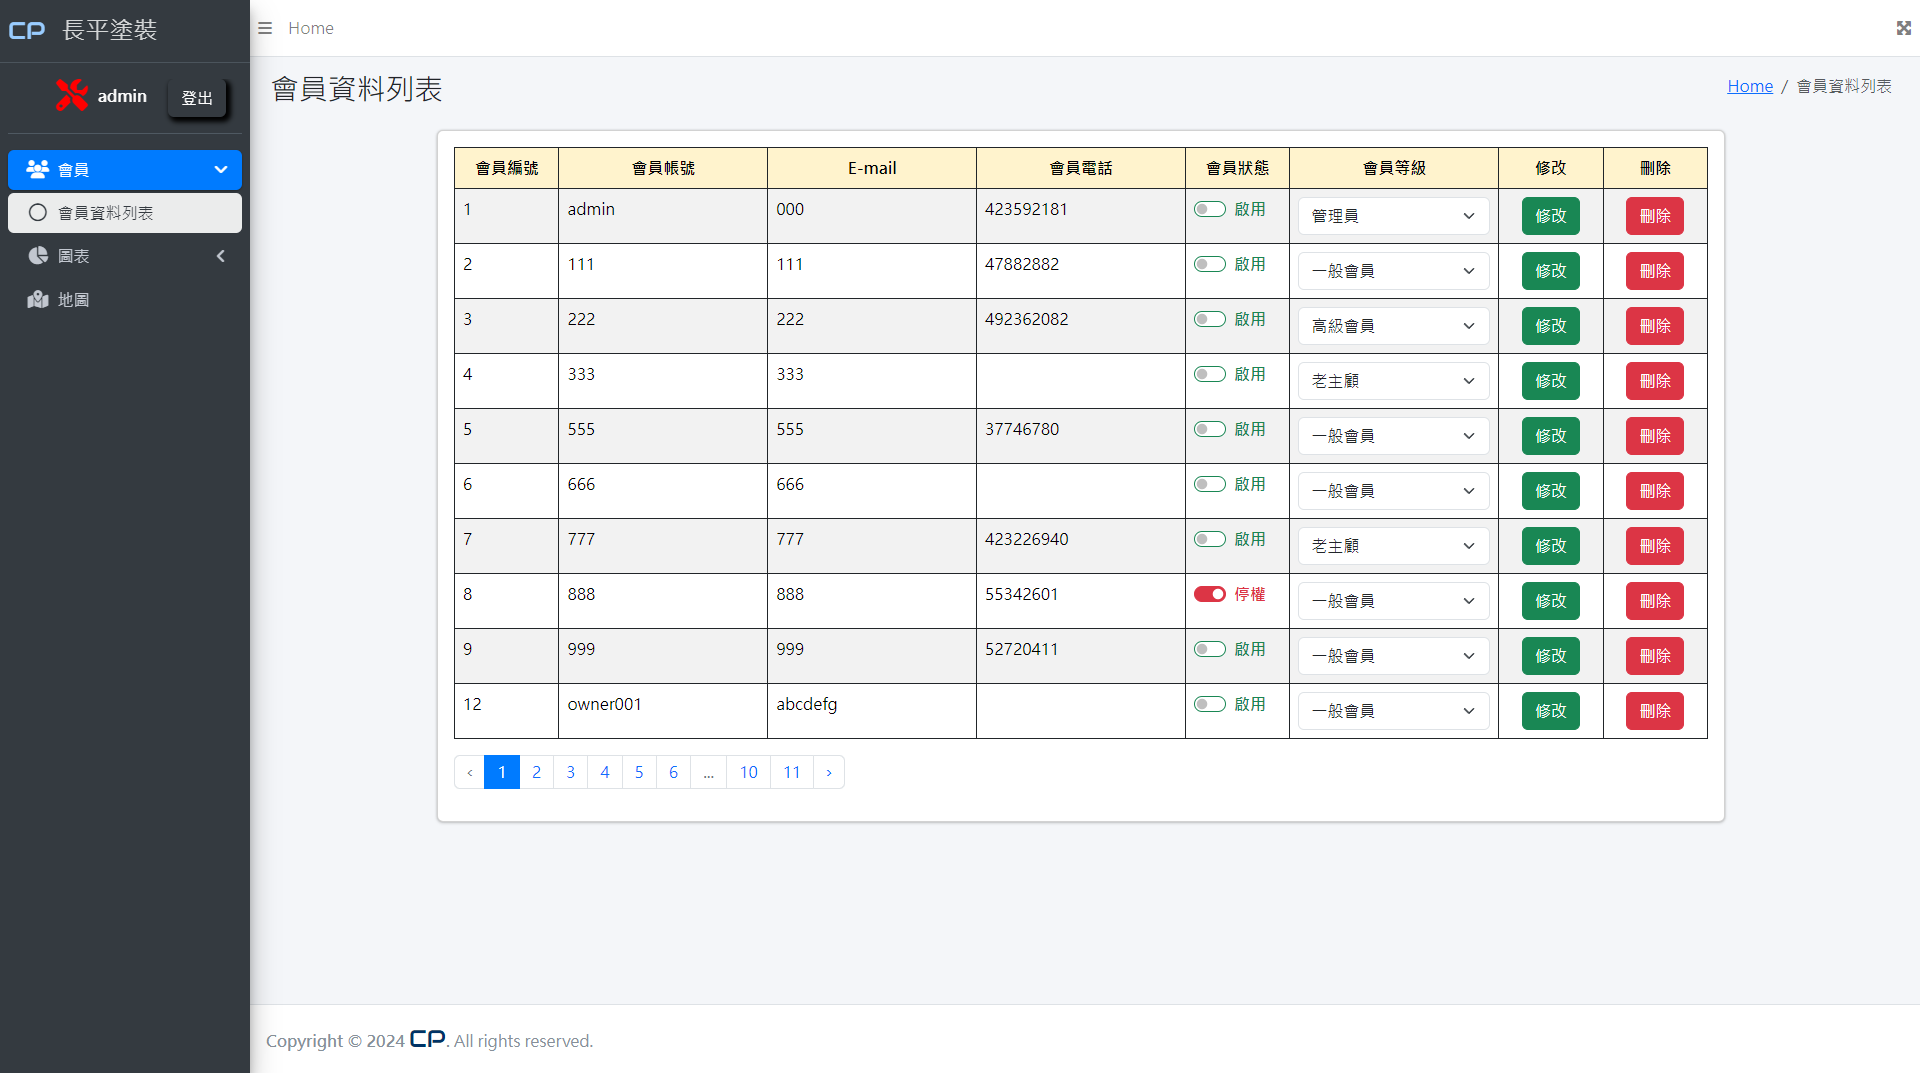 CP 長平塗裝
admin 登出
會員
會員資料列表
圖表
地圖
Home
會員資料列表
Home / 會員資料列表
會員編號 會員帳號 E-mail 會員電話 會員狀態 會員等級 修改 刪除
1 admin 000 423592181 啟用 管理員 修改 刪除
2 111 111 47882882 啟用 一般會員 修改 刪除
3 222 222 492362082 啟用 高級會員 修改 刪除
4 333 333 啟用 老主顧 修改 刪除
5 555 555 37746780 啟用 一般會員 修改 刪除
6 666 666 啟用 一般會員 修改 刪除
7 777 777 423226940 啟用 老主顧 修改 刪除
8 888 888 55342601 停權 一般會員 修改 刪除
9 999 999 52720411 啟用 一般會員 修改 刪除
12 owner001 abcdefg 啟用 一般會員 修改 刪除
‹ 1 2 3 4 5 6 ... 10 11 ›
Copyright © 2024 CP. All rights reserved.